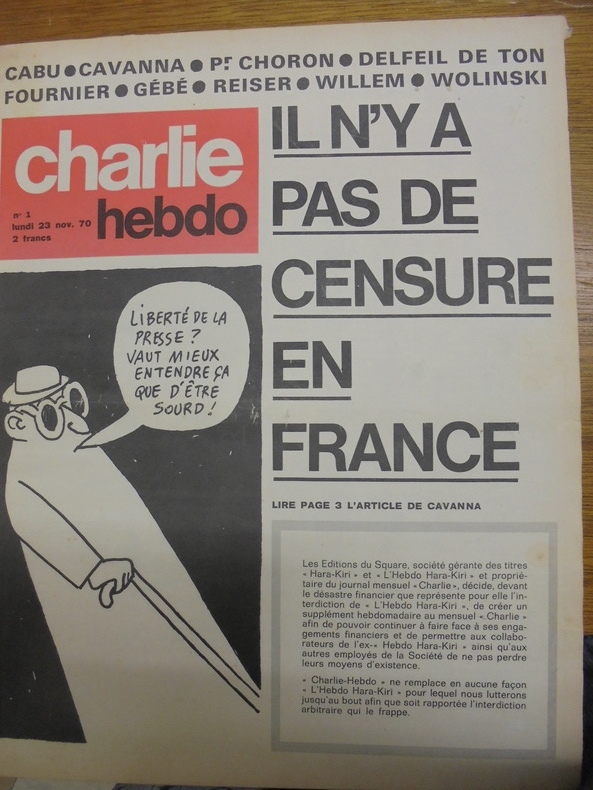 CABU ● CAVANNA ● Pr CHORON ● DELFEIL DE TON
FOURNIER ● GÉBÉ ● REISER ● WILLEM ● WOLINSKI
charlie
hebdo
n° 1
lundi 23 nov. 70
2 francs
IL N'Y A
PAS DE
CENSURE
EN
FRANCE
LIBERTÉ DE LA
PRESSE ?
VAUT MIEUX
ENTENDRE ÇA
QUE D'ÊTRE
SOURD !
LIRE PAGE 3 L'ARTICLE DE CAVANNA
Les Editions du Square, société gérante des titres
« Hara-Kiri » et « L'Hebdo Hara-Kiri » et proprié-
taire du journal mensuel « Charlie », décide, devant
le désastre financier que représente pour elle l'in-
terdiction de « L'Hebdo Hara-Kiri », de créer un
supplément hebdomadaire au mensuel « Charlie »
afin de pouvoir continuer à faire face à ses enga-
gements financiers et de permettre aux collabo-
rateurs de l'ex-« Hebdo Hara-Kiri » ainsi qu'aux
autres employés de la Société de ne pas perdre
leurs moyens d'existence.
« Charlie-Hebdo » ne remplace en aucune façon
« L'Hebdo Hara-Kiri » pour lequel nous lutterons
jusqu'au bout afin que soit rapportée l'interdiction
arbitraire qui le frappe.